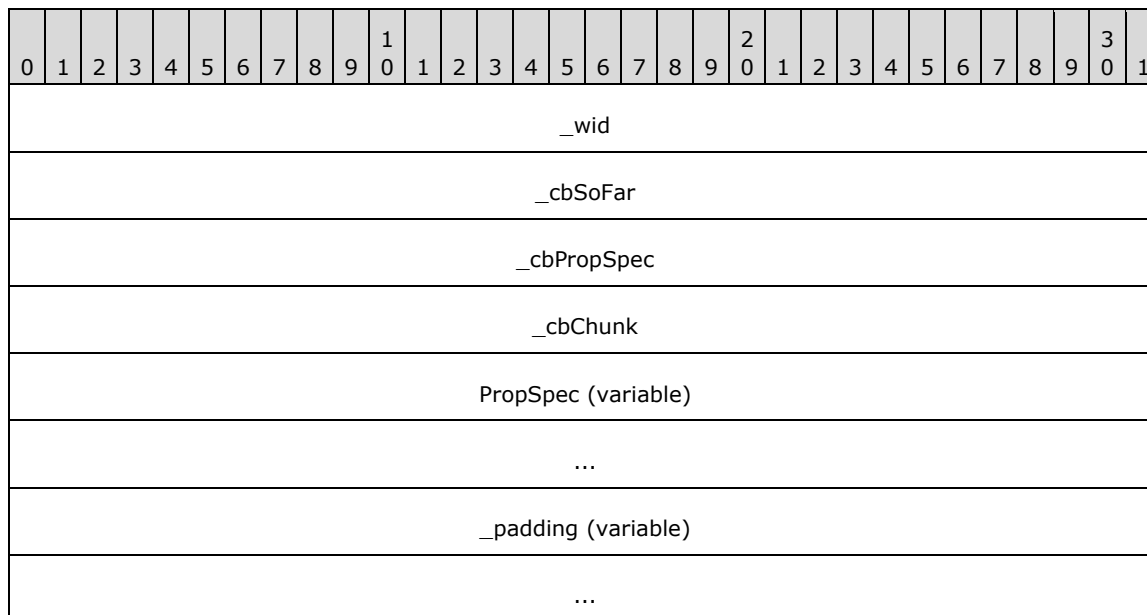 1 2 3
0 1 2 3 4 5 6 7 8 9 0 1 2 3 4 5 6 7 8 9 0 1 2 3 4 5 6 7 8 9 0 1
_wid
_cbSoFar
_cbPropSpec
_cbChunk
PropSpec (variable)
...
_padding (variable)
...